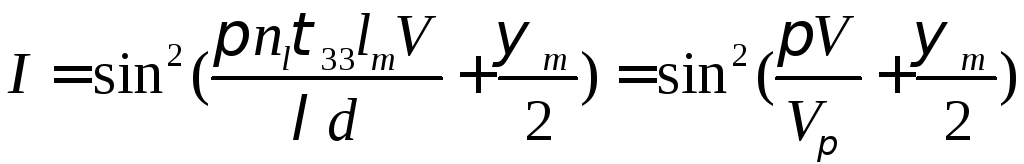 I = sin²(pn_l t_33 l_m V / l d + y_m / 2) = sin²(pV / V_p + y_m / 2)